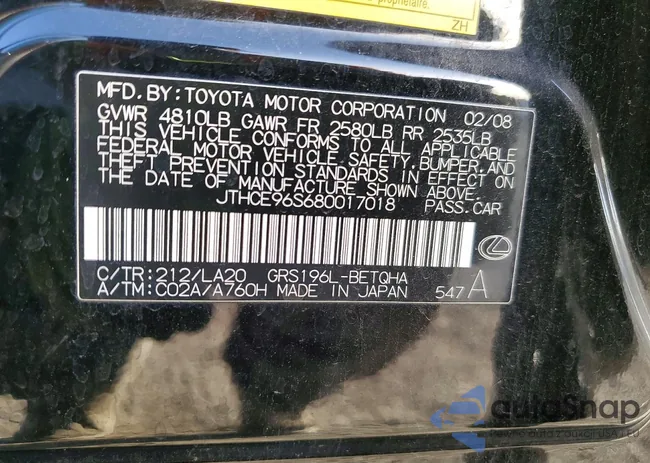 propriétaire.
ZH
MFD. BY: TOYOTA MOTOR CORPORATION 02/08
GVWR 4810LB GAWR FR 2580LB RR 2535LB
THIS VEHICLE CONFORMS TO ALL APPLICABLE
FEDERAL MOTOR VEHICLE SAFETY, BUMPER, AND
THEFT PREVENTION STANDARDS IN EFFECT ON
THE DATE OF MANUFACTURE SHOWN ABOVE.
JTHCE96S680017018 PASS. CAR
C/TR: 212/LA20 GRS196L-BETQHA
A/TM: C02A/A760H MADE IN JAPAN 547 A
autoSnap